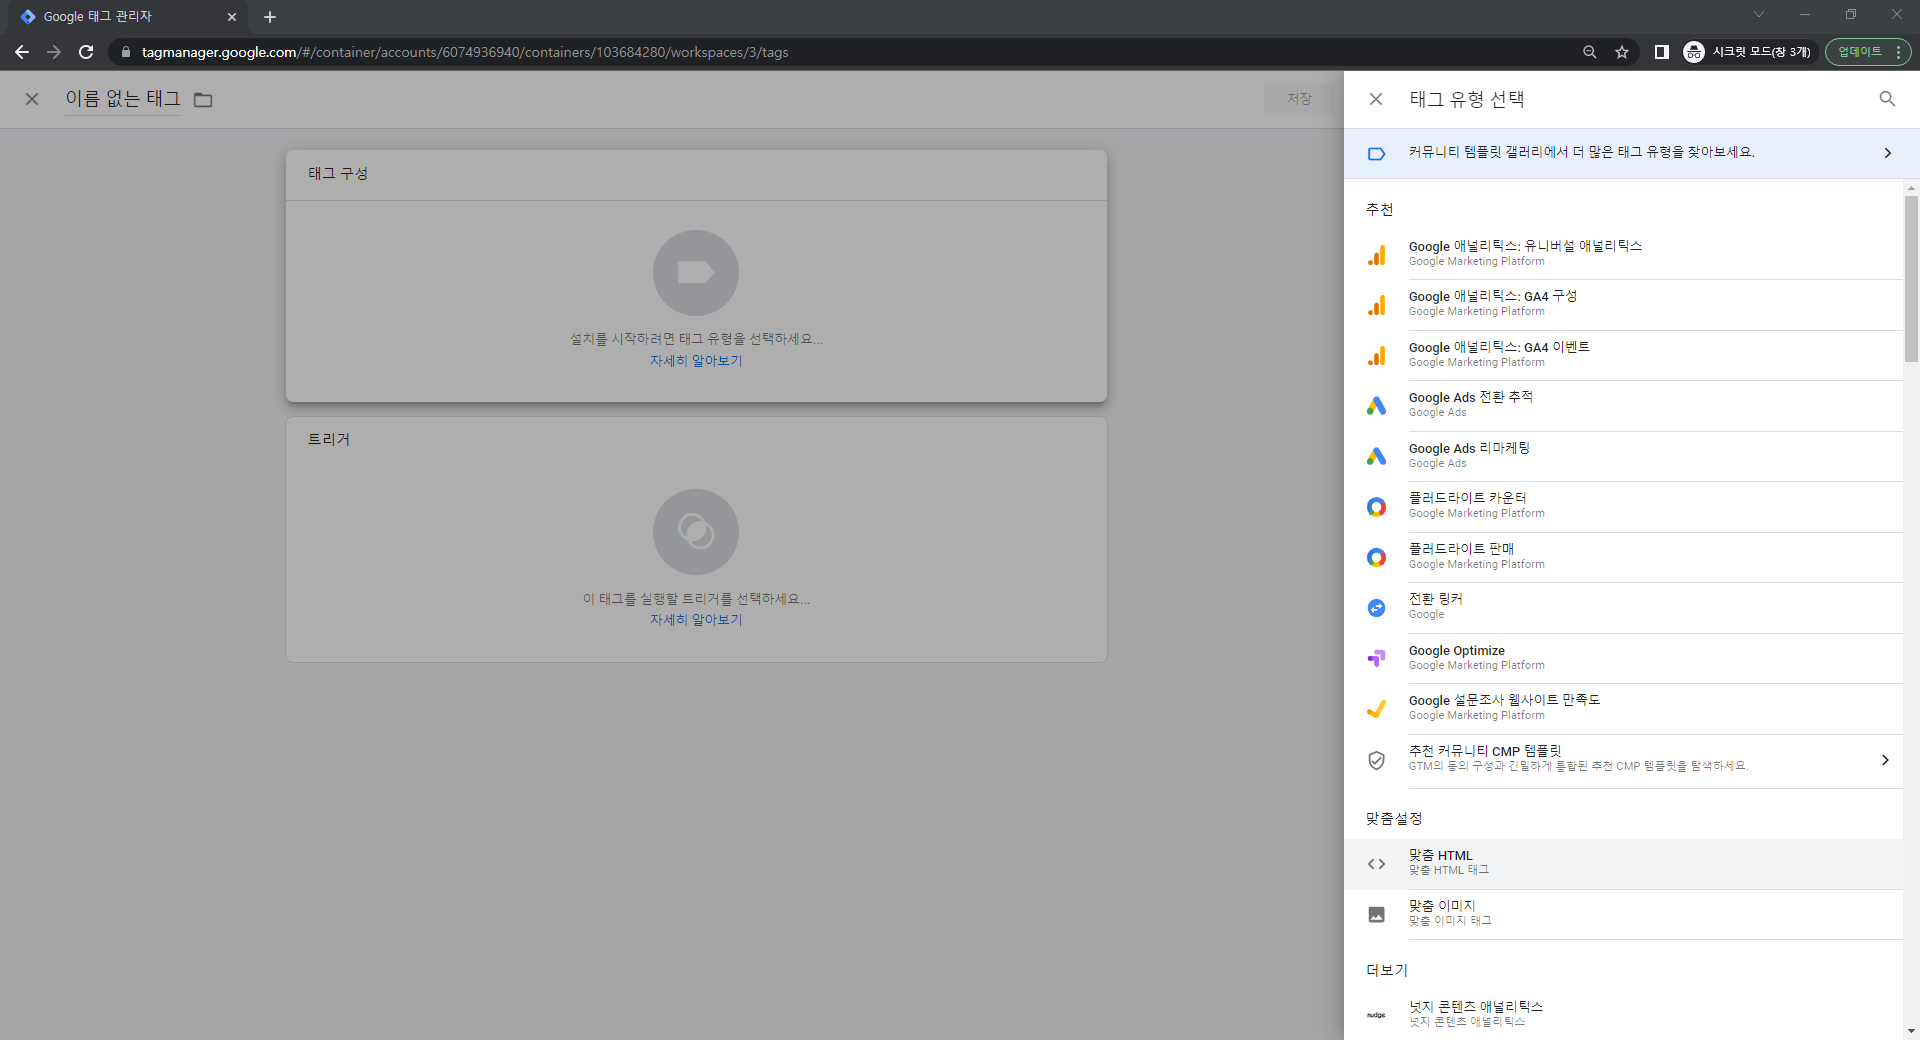 Google 태그 관리자
tagmanager.google.com/#/container/accounts/6074936940/containers/103684280/workspaces/3/tags
시크릿 모드(창 3개)
업데이트
이름 없는 태그
저장
태그 구성
설치를 시작하려면 태그 유형을 선택하세요...
자세히 알아보기
트리거
이 태그를 실행할 트리거를 선택하세요...
자세히 알아보기
태그 유형 선택
커뮤니티 템플릿 갤러리에서 더 많은 태그 유형을 찾아보세요.
추천
Google 애널리틱스: 유니버설 애널리틱스
Google Marketing Platform
Google 애널리틱스: GA4 구성
Google Marketing Platform
Google 애널리틱스: GA4 이벤트
Google Marketing Platform
Google Ads 전환 추적
Google Ads
Google Ads 리마케팅
Google Ads
플러드라이트 카운터
Google Marketing Platform
플러드라이트 판매
Google Marketing Platform
전환 링커
Google
Google Optimize
Google Marketing Platform
Google 설문조사 웹사이트 만족도
Google Marketing Platform
추천 커뮤니티 CMP 템플릿
GTM의 동의 구성과 긴밀하게 통합된 추천 CMP 템플릿을 탐색하세요.
맞춤설정
맞춤 HTML
맞춤 HTML 태그
맞춤 이미지
맞춤 이미지 태그
더보기
nudge
넛지 콘텐츠 애널리틱스
넛지 콘텐츠 애널리틱스